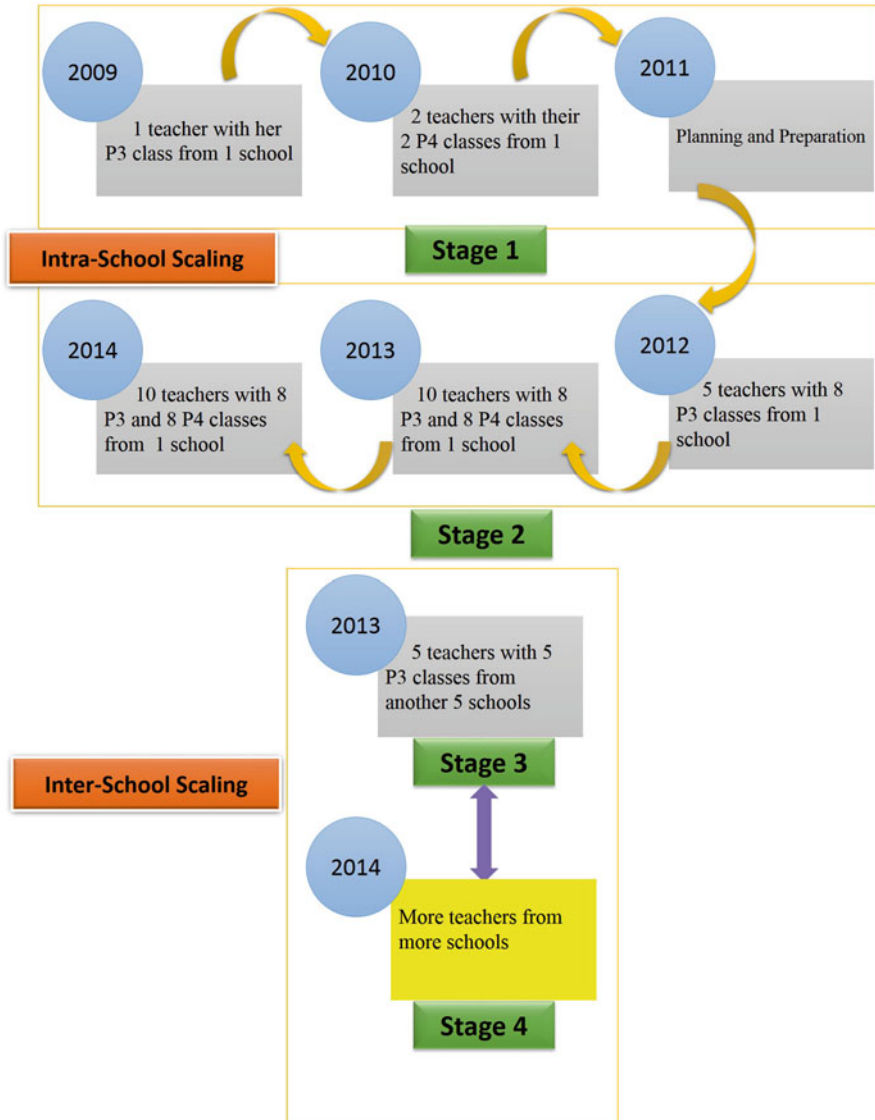 2009
1 teacher with her
P3 class from 1 school
2010
2 teachers with their
2 P4 classes from 1
school
2011
Planning and Preparation
Intra-School Scaling
Stage 1
2014
10 teachers with 8
P3 and 8 P4 classes
from 1 school
2013
10 teachers with 8
P3 and 8 P4 classes
from 1 school
2012
5 teachers with 8
P3 classes from 1
school
Stage 2
2013
5 teachers with 5
P3 classes from
another 5 schools
Stage 3
Inter-School Scaling
2014
More teachers from
more schools
Stage 4